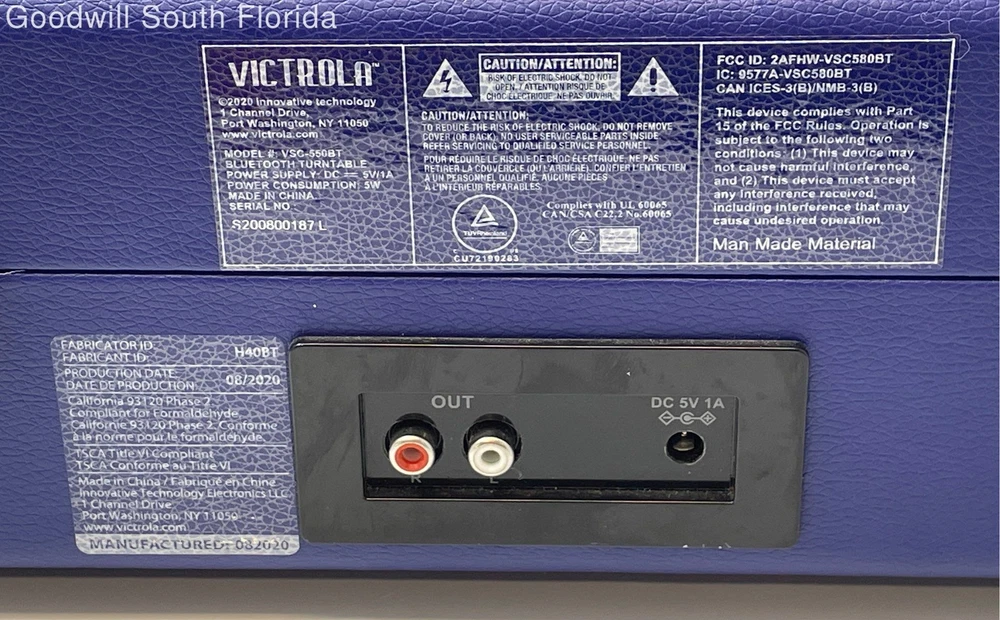 Goodwill South Florida
VICTROLA™
©2020 Innovative technology
1 Channel Drive,
Port Washington, NY 11050
www.victrola.com
MODEL #: VSC-550BT
BLUETOOTH TURNTABLE
POWER SUPPLY: DC ⎓ 5V/1A
POWER CONSUMPTION: 5W
MADE IN CHINA
SERIAL NO
S200800187 L
CAUTION/ATTENTION:
RISK OF ELECTRIC SHOCK, DO NOT
OPEN. / ATTENTION RISQUE DE
CHOC ELECTRIQUE. NE PAS OUVRIR
CAUTION/ATTENTION:
TO REDUCE THE RISK OF ELECTRIC SHOCK, DO NOT REMOVE
COVER (OR BACK), NO USER SERVICEABLE PARTS INSIDE
REFER SERVICING TO QUALIFIED SERVICE PERSONNEL.
POUR RÉDUIRE LE RISQUE DE CHOC ÉLECTRIQUE, NE PAS
RETIRER LA COUVERCLE (OU L'ARRIÈRE). CONFIER L'ENTRETIEN
À UN PERSONNEL QUALIFIÉ, AUCUNE PIÈCES
À L'INTÉRIEUR RÉPARABLES.
TÜVRheinland
CU72190283
Complies with UL 60065
CAN/CSA C22.2 No.60065
FCC ID: 2AFHW-VSC580BT
IC: 9577A-VSC580BT
CAN ICES-3(B)/NMB-3(B)
This device complies with Part
15 of the FCC Rules. Operation is
subject to the following two
conditions: (1) This device may
not cause harmful interference,
and (2) This device must accept
any interference received,
including interference that may
cause undesired operation.
Man Made Material
FABRICATOR ID:
FABRICANT ID:
H40BT
PRODUCTION DATE
DATE DE PRODUCTION
08/2020
California 93120 Phase 2
Compliant for Formaldehyde
Californie 93120 Phase 2, Conforme
à la norme pour le formaldehyde
TSCA Title VI Compliant
TSCA Conforme au Titre VI
Made in China / Fabriqué en Chine
Innovative Technology Electronics LLC
1 Channel Drive
Port Washington, NY 11050
www.victrola.com
MANUFACTURED: 082020
OUT
R
L
DC 5V 1A